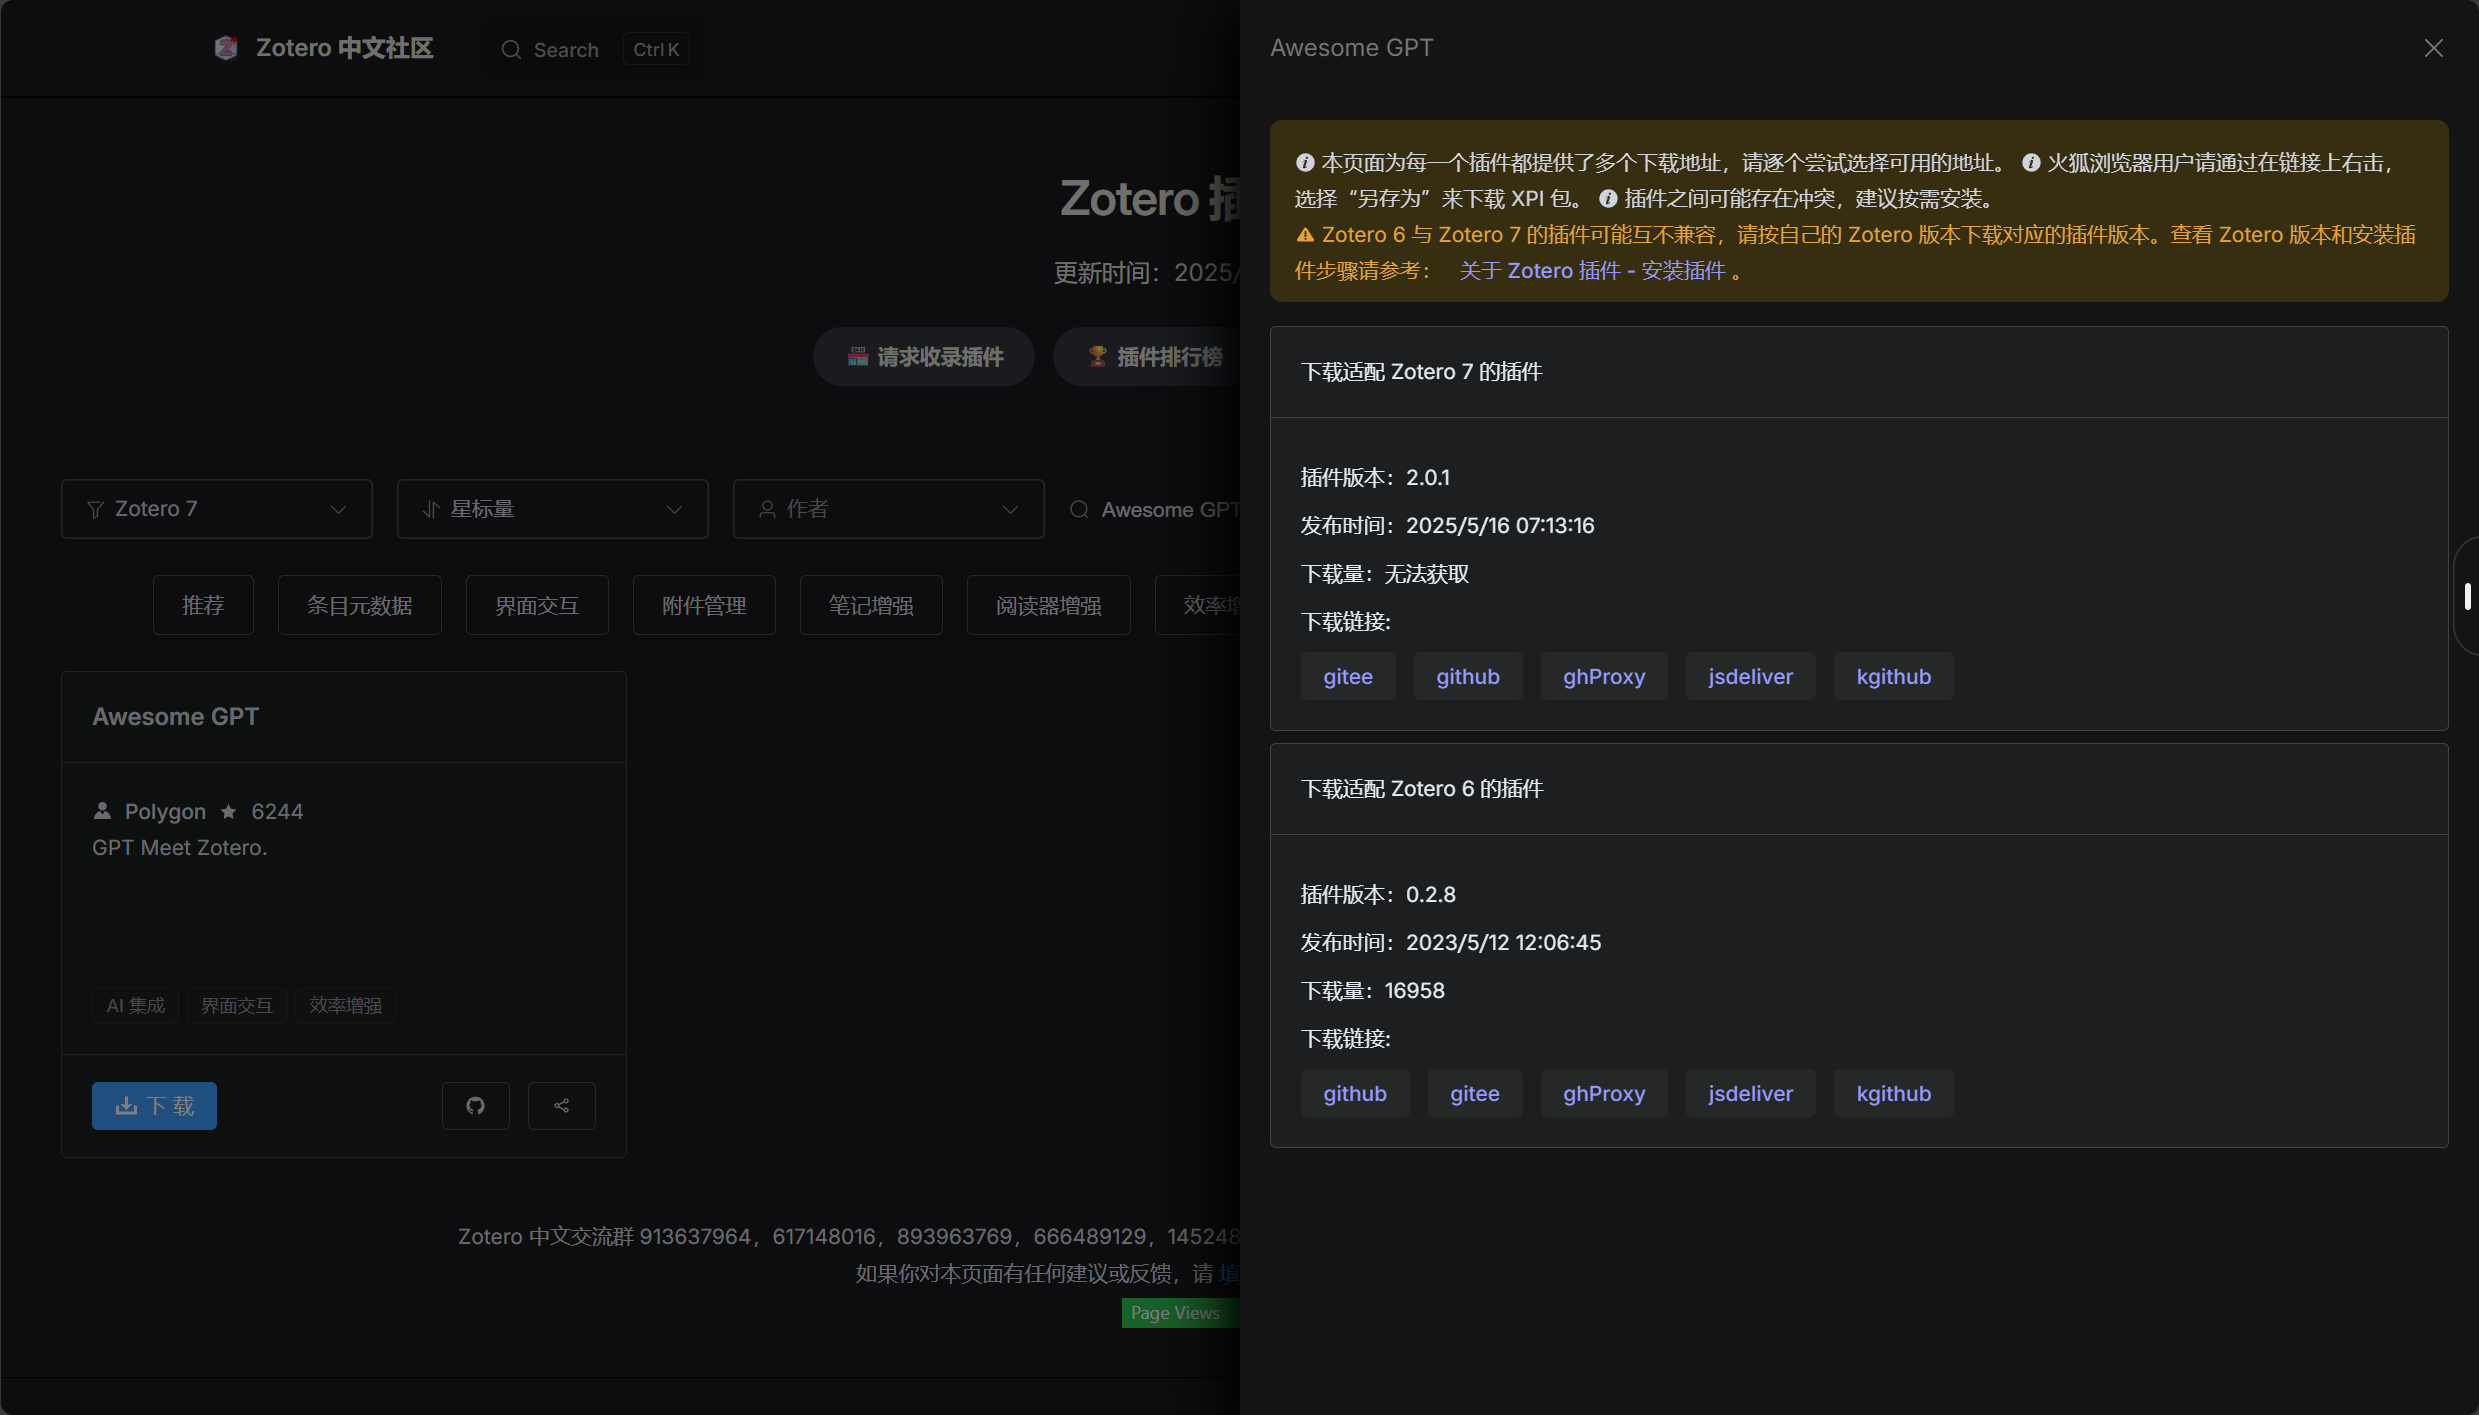 Zotero 中文社区
Search
Ctrl K
Zotero 插
更新时间：2025/
请求收录插件
插件排行榜
Zotero 7
星标量
作者
Awesome GPT
推荐
条目元数据
界面交互
附件管理
笔记增强
阅读器增强
效率增
Awesome GPT
Polygon ★ 6244
GPT Meet Zotero.
AI 集成
界面交互
效率增强
下 载
Zotero 中文交流群 913637964，617148016，893963769，666489129，145248
如果你对本页面有任何建议或反馈，请 填
Page Views
Awesome GPT
本页面为每一个插件都提供了多个下载地址，请逐个尝试选择可用的地址。 火狐浏览器用户请通过在链接上右击，
选择“另存为”来下载 XPI 包。 插件之间可能存在冲突，建议按需安装。
Zotero 6 与 Zotero 7 的插件可能互不兼容，请按自己的 Zotero 版本下载对应的插件版本。查看 Zotero 版本和安装插
件步骤请参考： 关于 Zotero 插件 - 安装插件 。
下载适配 Zotero 7 的插件
插件版本：2.0.1
发布时间：2025/5/16 07:13:16
下载量：无法获取
下载链接:
gitee
github
ghProxy
jsdeliver
kgithub
下载适配 Zotero 6 的插件
插件版本：0.2.8
发布时间：2023/5/12 12:06:45
下载量：16958
下载链接:
github
gitee
ghProxy
jsdeliver
kgithub